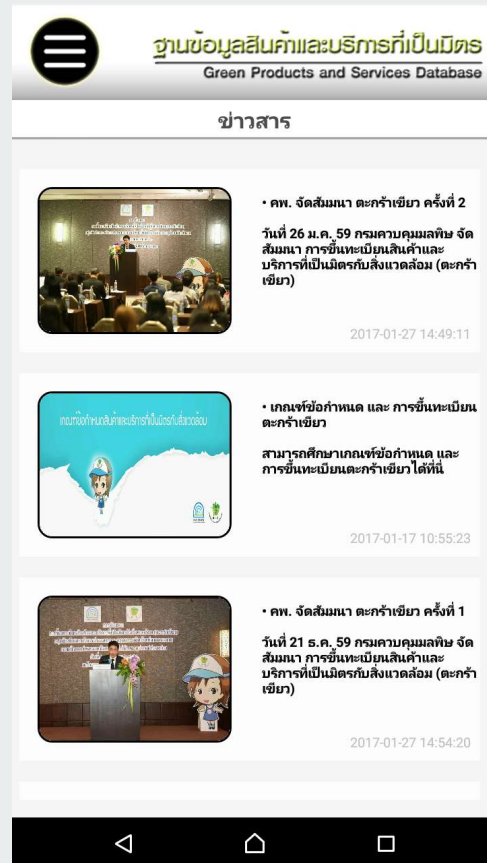 ฐานข้อมูลสินค้าและบริการที่เป็นมิตร
Green Products and Services Database
ข่าวสาร
• คพ. จัดสัมมนา ตะกร้าเขียว ครั้งที่ 2
วันที่ 26 ม.ค. 59 กรมควบคุมมลพิษ จัด
สัมมนา การขึ้นทะเบียนสินค้าและ
บริการที่เป็นมิตรกับสิ่งแวดล้อม (ตะกร้า
เขียว)
2017-01-27 14:49:11
เกณฑ์ข้อกำหนดสินค้าและบริการที่เป็นมิตรกับสิ่งแวดล้อม
• เกณฑ์ข้อกำหนด และ การขึ้นทะเบียน
ตะกร้าเขียว
สามารถศึกษาเกณฑ์ข้อกำหนด และ
การขึ้นทะเบียนตะกร้าเขียวได้ที่นี่
2017-01-17 10:55:23
• คพ. จัดสัมมนา ตะกร้าเขียว ครั้งที่ 1
วันที่ 21 ธ.ค. 59 กรมควบคุมมลพิษ จัด
สัมมนา การขึ้นทะเบียนสินค้าและ
บริการที่เป็นมิตรกับสิ่งแวดล้อม (ตะกร้า
เขียว)
2017-01-27 14:54:20